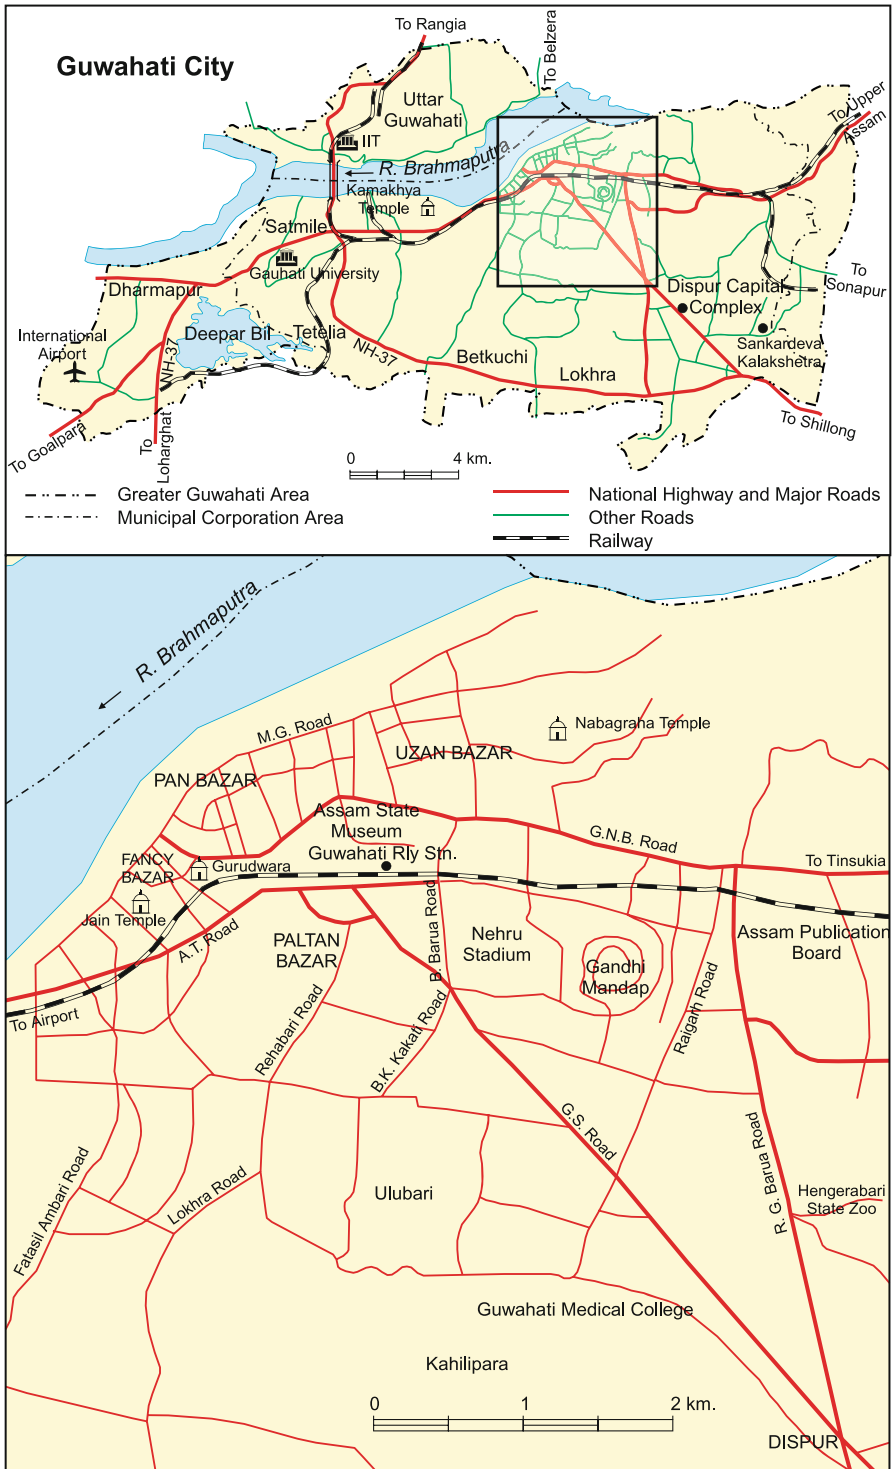 To Rangia
To Belzera
Guwahati City
Uttar
Guwahati
To Upper
Assam
IIT
R. Brahmaputra
Kamakhya
Temple
Satmile
Gauhati University
Dharmapur
To
Sonapur
Dispur Capital
Complex
International
Airport
Deepar Bil
Tetelia
NH-37
NH-37
Sankardeva
Kalakshetra
Betkuchi
Lokhra
To Goalpara
To
Loharghat
To Shillong
0 4 km.
Greater Guwahati Area
Municipal Corporation Area
National Highway and Major Roads
Other Roads
Railway
R. Brahmaputra
M.G. Road
Nabagraha Temple
UZAN BAZAR
PAN BAZAR
Assam State
Museum
G.N.B. Road
Guwahati Rly Stn.
FANCY
BAZAR
Gurudwara
To Tinsukia
Jain Temple
A.T. Road
PALTAN
BAZAR
B. Barua Road
Nehru
Stadium
Assam Publication
Board
Gandhi
Mandap
To Airport
Rehabari Road
B.K. Kakati Road
Rajgarh Road
G.S. Road
R. G. Barua Road
Fatasil Ambari Road
Lokhra Road
Ulubari
Hengerabari
State Zoo
Guwahati Medical College
Kahilipara
0 1 2 km.
DISPUR